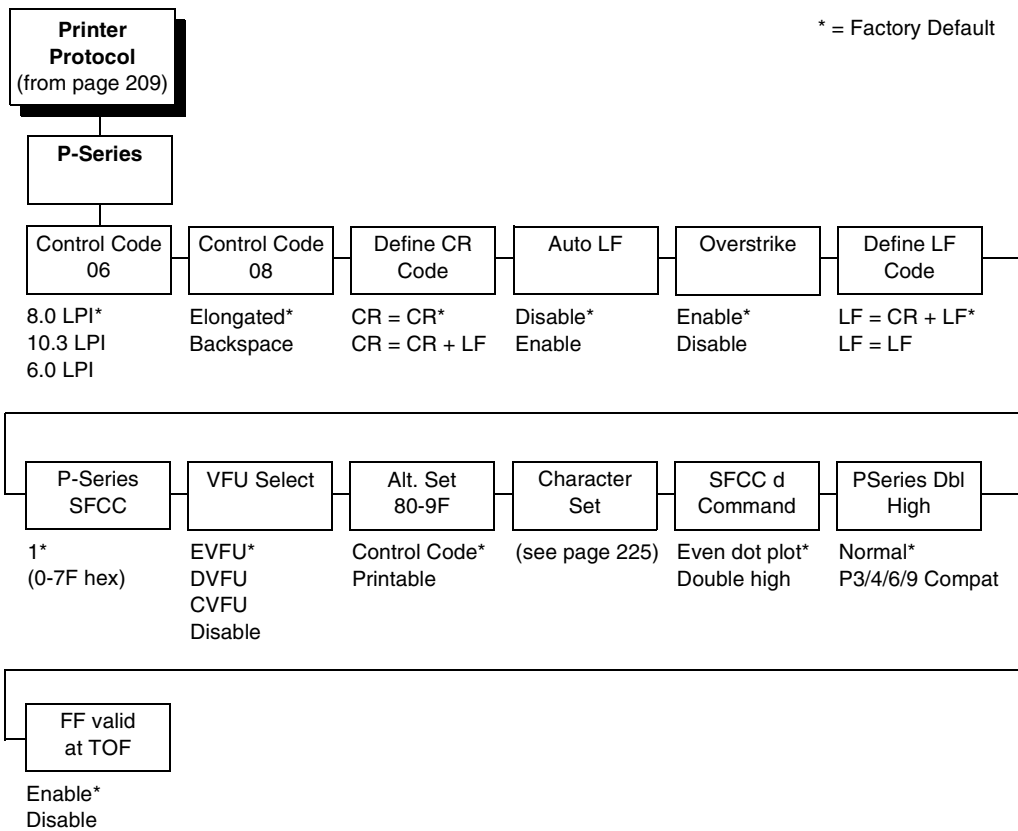 Printer
Protocol
(from page 209)
* = Factory Default
P-Series
Control Code
06
8.0 LPI*
10.3 LPI
6.0 LPI
Control Code
08
Elongated*
Backspace
Define CR
Code
CR = CR*
CR = CR + LF
Auto LF
Disable*
Enable
Overstrike
Enable*
Disable
Define LF
Code
LF = CR + LF*
LF = LF
P-Series
SFCC
1*
(0-7F hex)
VFU Select
EVFU*
DVFU
CVFU
Disable
Alt. Set
80-9F
Control Code*
Printable
Character
Set
(see page 225)
SFCC d
Command
Even dot plot*
Double high
PSeries Dbl
High
Normal*
P3/4/6/9 Compat
FF valid
at TOF
Enable*
Disable